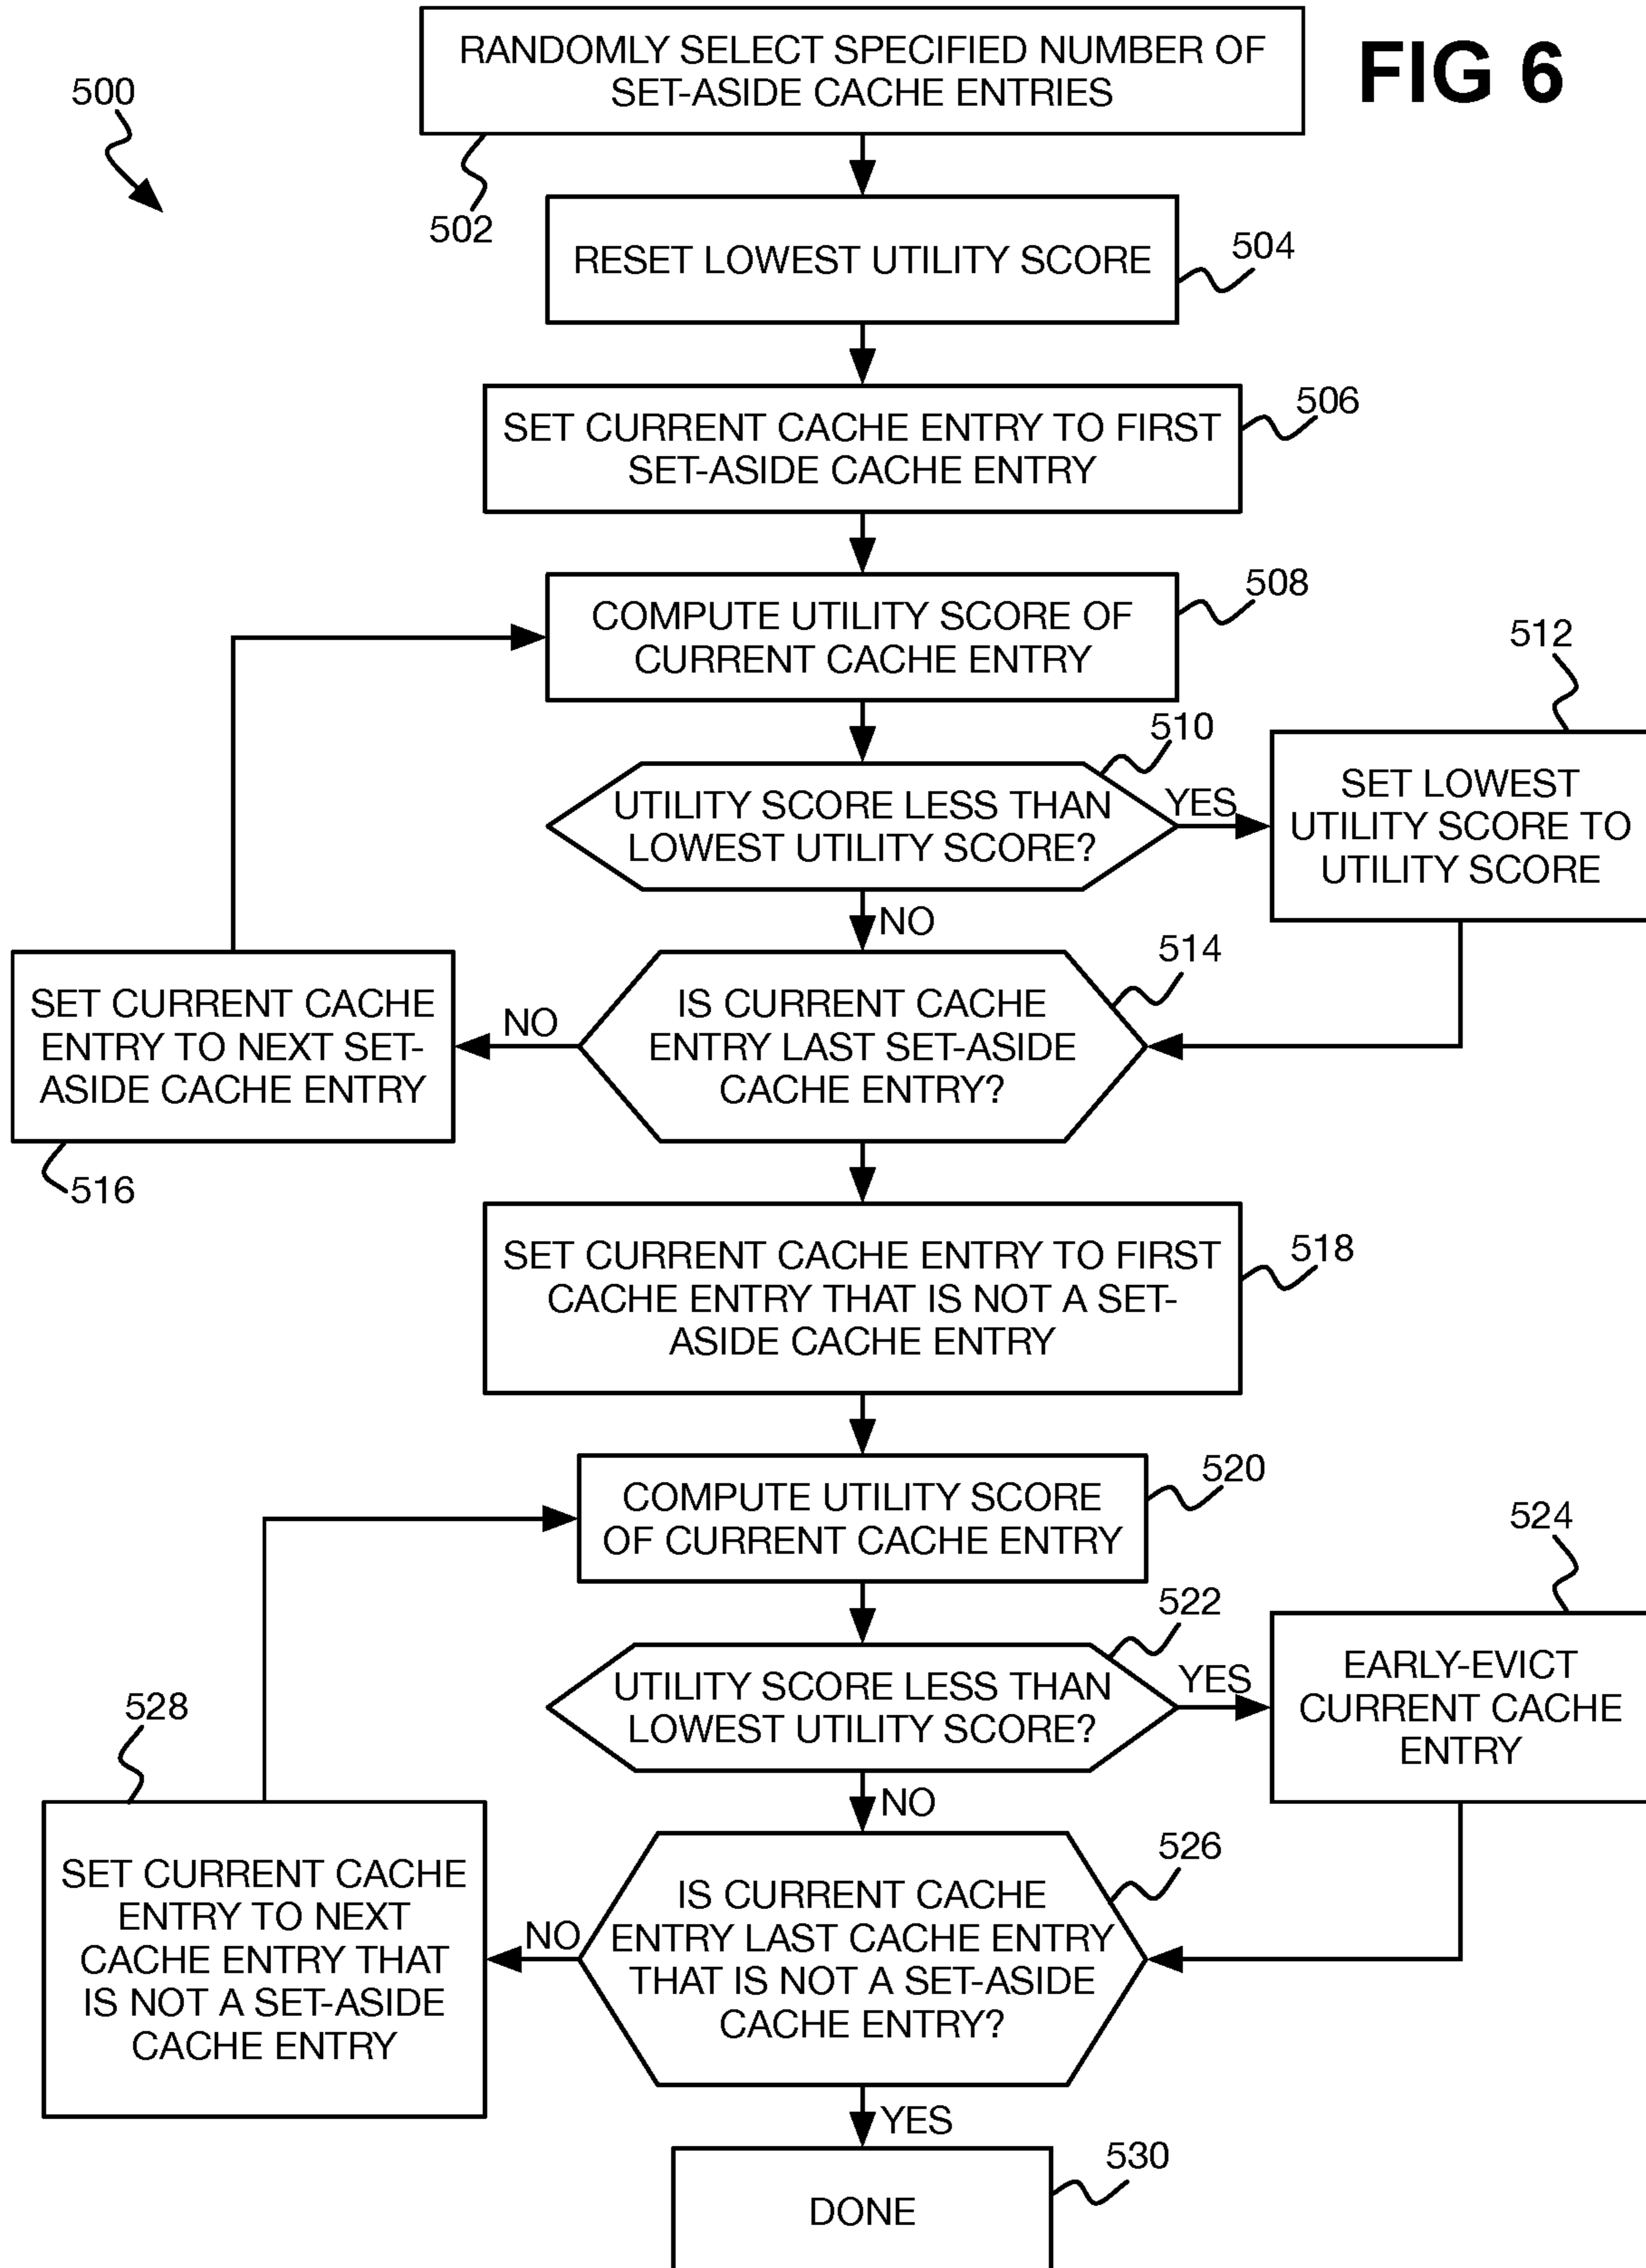 FIG 6
500
RANDOMLY SELECT SPECIFIED NUMBER OF
SET-ASIDE CACHE ENTRIES
502
RESET LOWEST UTILITY SCORE
504
SET CURRENT CACHE ENTRY TO FIRST
SET-ASIDE CACHE ENTRY
506
COMPUTE UTILITY SCORE OF
CURRENT CACHE ENTRY
508
UTILITY SCORE LESS THAN
LOWEST UTILITY SCORE?
510
YES
SET LOWEST
UTILITY SCORE TO
UTILITY SCORE
512
NO
IS CURRENT CACHE
ENTRY LAST SET-ASIDE
CACHE ENTRY?
514
NO
SET CURRENT CACHE
ENTRY TO NEXT SET-
ASIDE CACHE ENTRY
516
SET CURRENT CACHE ENTRY TO FIRST
CACHE ENTRY THAT IS NOT A SET-
ASIDE CACHE ENTRY
518
COMPUTE UTILITY SCORE
OF CURRENT CACHE ENTRY
520
UTILITY SCORE LESS THAN
LOWEST UTILITY SCORE?
522
YES
EARLY-EVICT
CURRENT CACHE
ENTRY
524
NO
IS CURRENT CACHE
ENTRY LAST CACHE ENTRY
THAT IS NOT A SET-ASIDE
CACHE ENTRY?
526
NO
SET CURRENT CACHE
ENTRY TO NEXT
CACHE ENTRY THAT
IS NOT A SET-ASIDE
CACHE ENTRY
528
YES
DONE
530